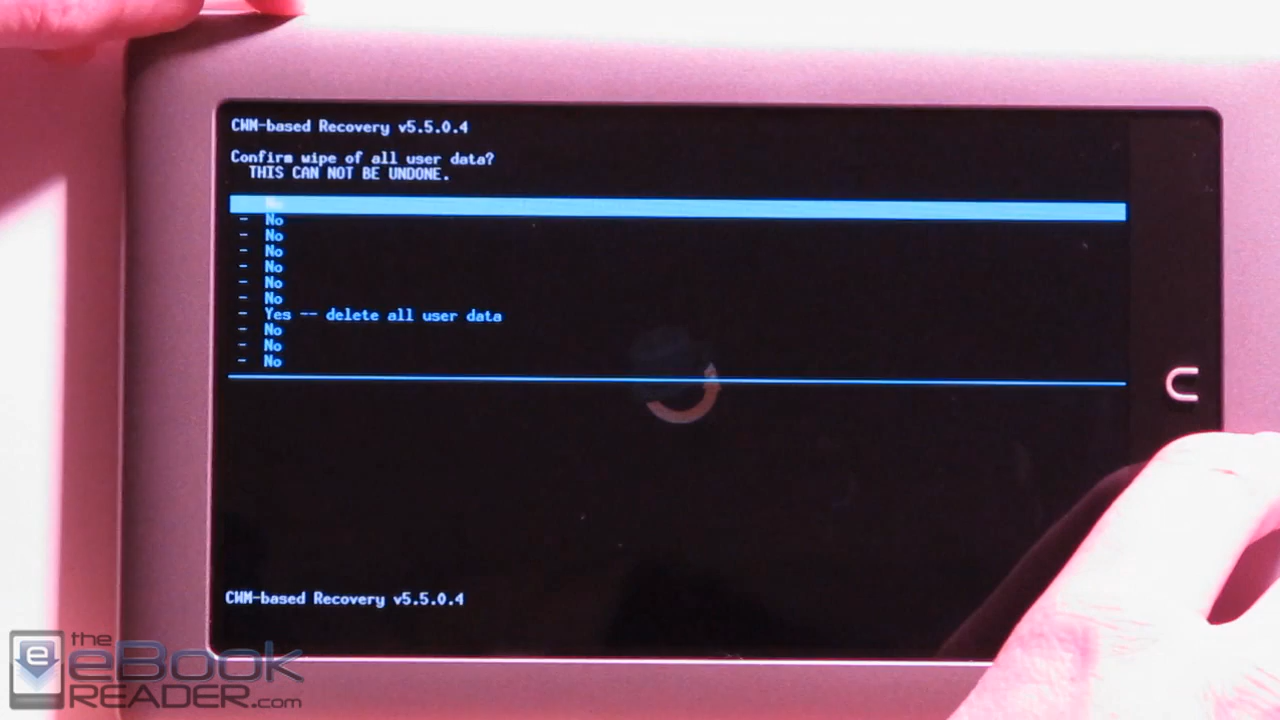 CWM-based Recovery v5.5.0.4
Confirm wipe of all user data?
THIS CAN NOT BE UNDONE.
- No
- No
- No
- No
- No
- No
- No
- Yes -- delete all user data
- No
- No
- No
CWM-based Recovery v5.5.0.4
the
eBook
READER.com